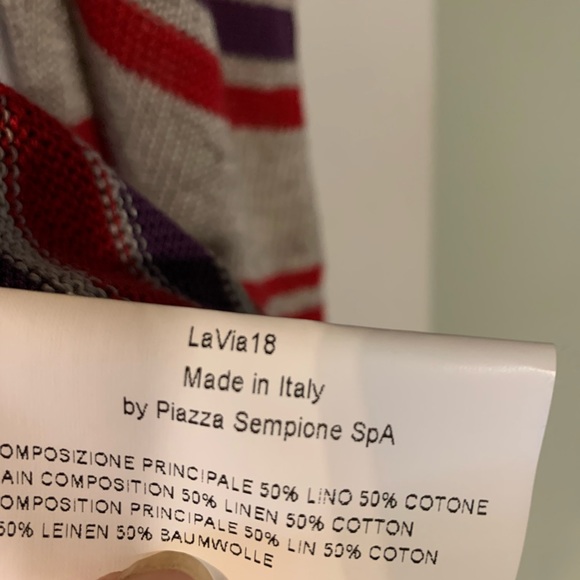 LaVia18
Made in Italy
by Piazza Sempione SpA
OMPOSIZIONE PRINCIPALE 50% LINO 50% COTONE
AIN COMPOSITION 50% LINEN 50% COTTON
OMPOSITION PRINCIPALE 50% LIN 50% COTON
50% LEINEN 50% BAUMWOLLE